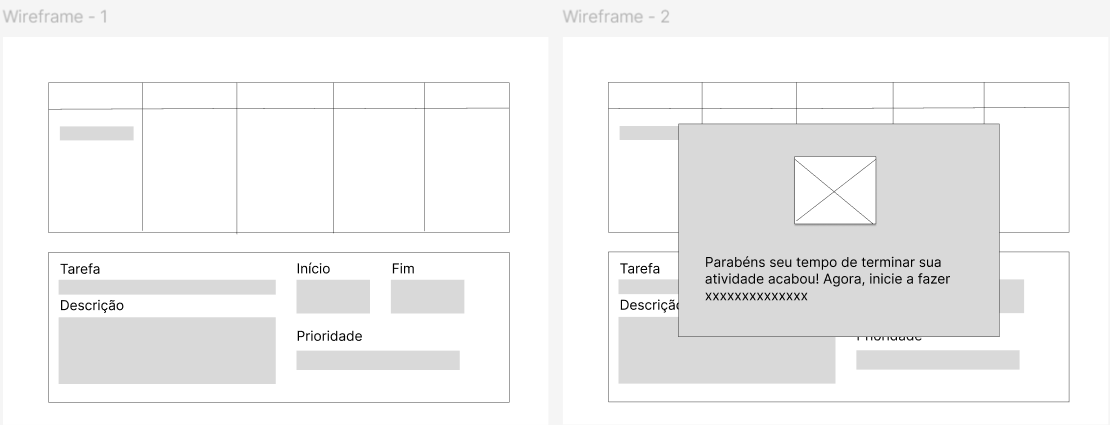 Wireframe - 1
Wireframe - 2
Tarefa
Início
Fim
Descrição
Prioridade
Tarefa
Descrição
Parabéns seu tempo de terminar sua
atividade acabou! Agora, inicie a fazer
xxxxxxxxxxxxxx
Prioridade